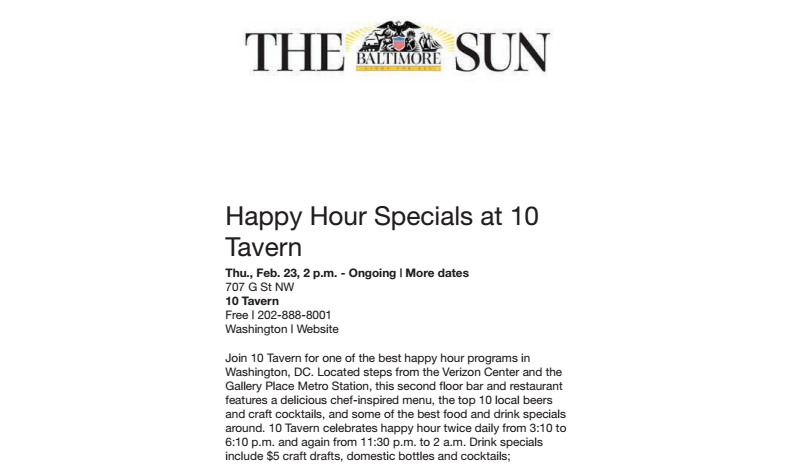 THE BALTIMORE SUN
Happy Hour Specials at 10
Tavern
Thu., Feb. 23, 2 p.m. - Ongoing | More dates
707 G St NW
10 Tavern
Free | 202-888-8001
Washington | Website
Join 10 Tavern for one of the best happy hour programs in
Washington, DC. Located steps from the Verizon Center and the
Gallery Place Metro Station, this second floor bar and restaurant
features a delicious chef-inspired menu, the top 10 local beers
and craft cocktails, and some of the best food and drink specials
around. 10 Tavern celebrates happy hour twice daily from 3:10 to
6:10 p.m. and again from 11:30 p.m. to 2 a.m. Drink specials
include $5 craft drafts, domestic bottles and cocktails;